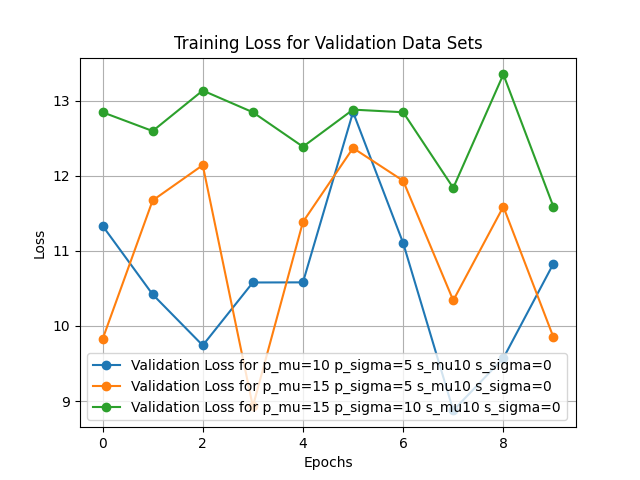 Training Loss for Validation Data Sets
13
12
11
10
9
Loss
Validation Loss for p_mu=10 p_sigma=5 s_mu10 s_sigma=0
Validation Loss for p_mu=15 p_sigma=5 s_mu10 s_sigma=0
Validation Loss for p_mu=15 p_sigma=10 s_mu10 s_sigma=0
0 2 4 6 8
Epochs